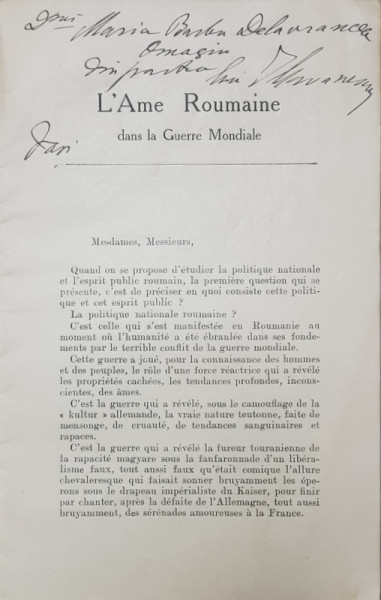 Dnei Maria Barbu Delavrancea
Omagiu
din partea lui
L'Ame Roumaine
dans la Guerre Mondiale
Mesdames, Messieurs,
Quand on se propose d'étudier la politique nationale
et l'esprit public roumain, la première question qui se
présente, c'est de préciser en quoi consiste cette politi-
que et cet esprit public ?
La politique nationale roumaine ?
C'est celle qui s'est manifestée en Roumanie au
moment où l'humanité a été ébranlée dans ses fonde-
ments par le terrible conflit de la guerre mondiale.
Cette guerre a joué, pour la connaissance des hommes
et des peuples, le rôle d'une force réactrice qui a révélé
les propriétés cachées, les tendances profondes, incons-
cientes, des âmes.
C'est la guerre qui a révélé, sous le camouflage de la
« kultur » allemande, la vraie nature teutonne, faite de
mensonge, de cruauté, de tendances sanguinaires et
rapaces.
C'est la guerre qui a révélé la fureur touranienne de
la rapacité magyare sous la fanfaronnade d'un libéra-
lisme faux, tout aussi faux qu'était comique l'allure
chevaleresque qui faisait sonner bruyamment les épe-
rons sous le drapeau impérialiste du Kaiser, pour finir
par chanter, après la défaite de l'Allemagne, tout aussi
bruyamment, des sérénades amoureuses à la France.